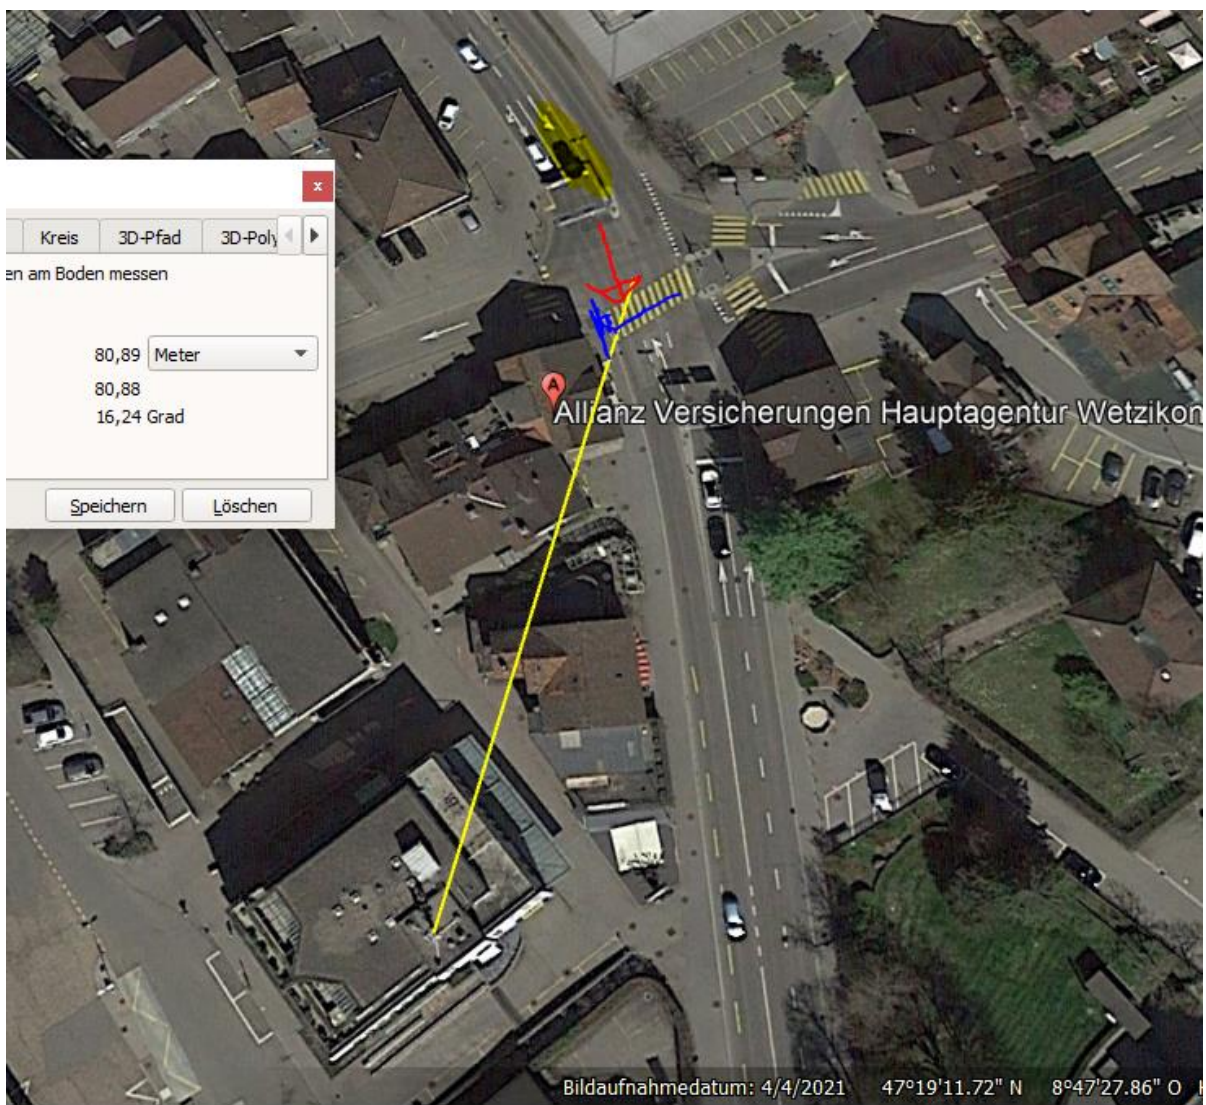 x
Kreis 3D-Pfad 3D-Poly
en am Boden messen
80,89 Meter
80,88
16,24 Grad
Speichern Löschen
A
Allianz Versicherungen Hauptagentur Wetzikon
Bildaufnahmedatum: 4/4/2021 47°19'11.72" N 8°47'27.86" O